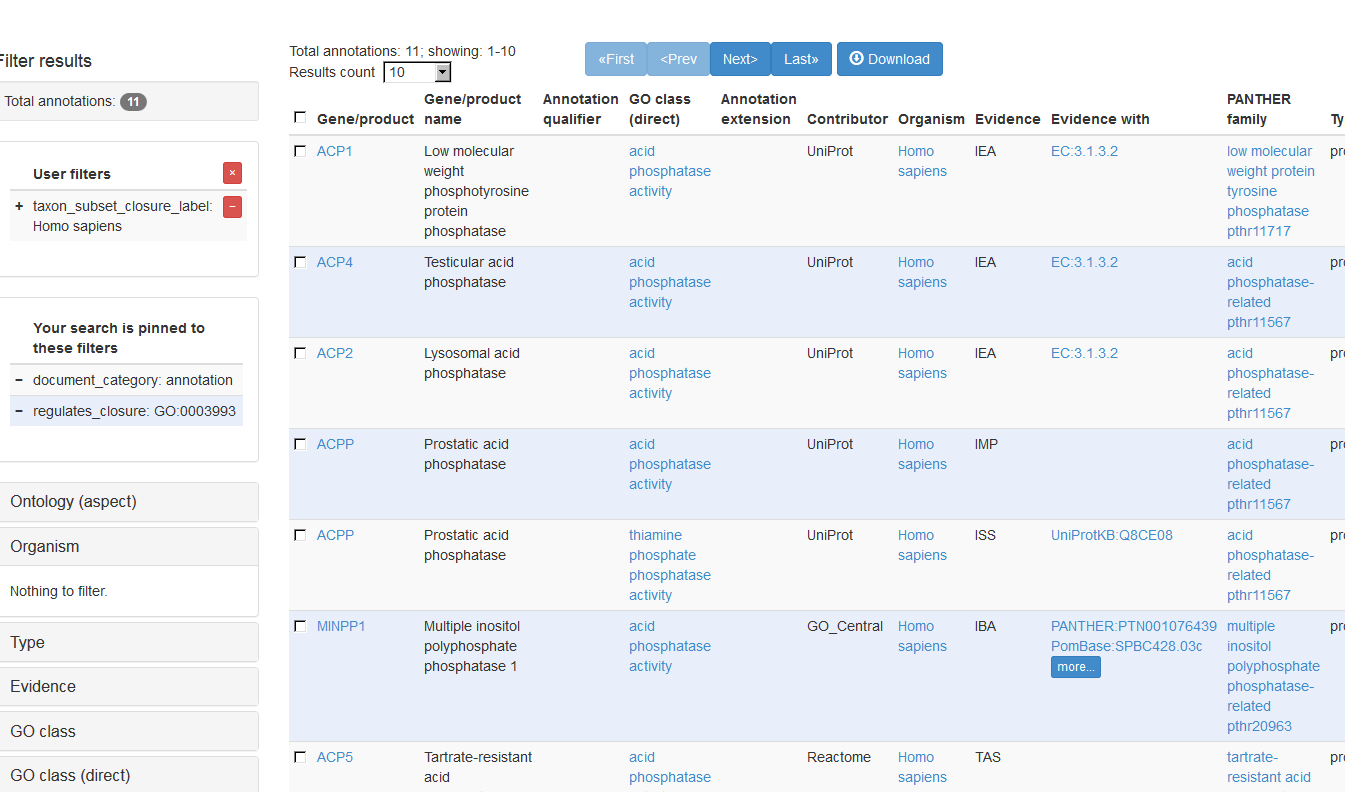 Filter results
Total annotations: 11
User filters
×
+ taxon_subset_closure_label: Homo sapiens
−
Your search is pinned to these filters
− document_category: annotation
− regulates_closure: GO:0003993
Ontology (aspect)
Organism
Nothing to filter.
Type
Evidence
GO class
GO class (direct)
Total annotations: 11; showing: 1-10
Results count 10
«First <Prev Next> Last» Download
Gene/product Gene/product name Annotation qualifier GO class (direct) Annotation extension Contributor Organism Evidence Evidence with PANTHER family
ACP1 Low molecular weight phosphotyrosine protein phosphatase acid phosphatase activity UniProt Homo sapiens IEA EC:3.1.3.2 low molecular weight protein tyrosine phosphatase pthr11717
ACP4 Testicular acid phosphatase acid phosphatase activity UniProt Homo sapiens IEA EC:3.1.3.2 acid phosphatase-related pthr11567
ACP2 Lysosomal acid phosphatase acid phosphatase activity UniProt Homo sapiens IEA EC:3.1.3.2 acid phosphatase-related pthr11567
ACPP Prostatic acid phosphatase acid phosphatase activity UniProt Homo sapiens IMP acid phosphatase-related pthr11567
ACPP Prostatic acid phosphatase thiamine phosphate phosphatase activity UniProt Homo sapiens ISS UniProtKB:Q8CE08 acid phosphatase-related pthr11567
MINPP1 Multiple inositol polyphosphate phosphatase 1 acid phosphatase activity GO_Central Homo sapiens IBA PANTHER:PTN001076439 PomBase:SPBC428.03c more... multiple inositol polyphosphate phosphatase-related pthr20963
ACP5 Tartrate-resistant acid acid phosphatase Reactome Homo sapiens TAS tartrate-resistant acid